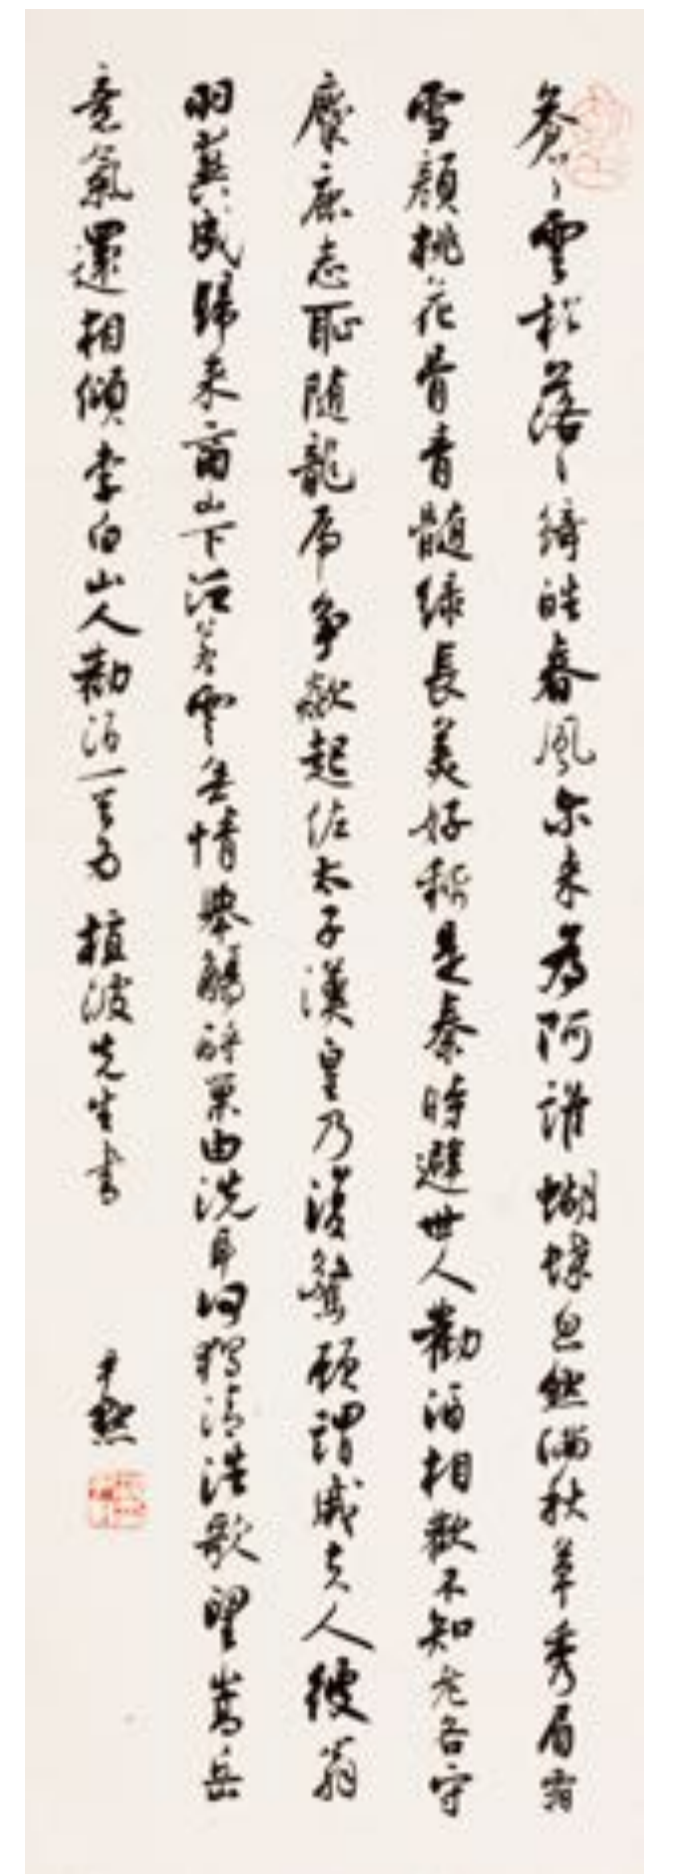 蒼〻雲松落〻綺皓春風尔来為阿誰蝴蝶忽然滿秋草秀眉霜
雪顏桃花骨青髓綠長美好稱是秦時避世人勸酒相歡不知老各守
麋鹿志恥隨龍虎爭欻起佐太子漢皇乃復驚顧謂戚夫人彼翁
羽翼成歸来商山下泛若雲無情舉觴酹巢由洗耳何獨清浩歌望嵩岳
意氣還相傾李白山人勸酒一首為 植波先生書
尹默